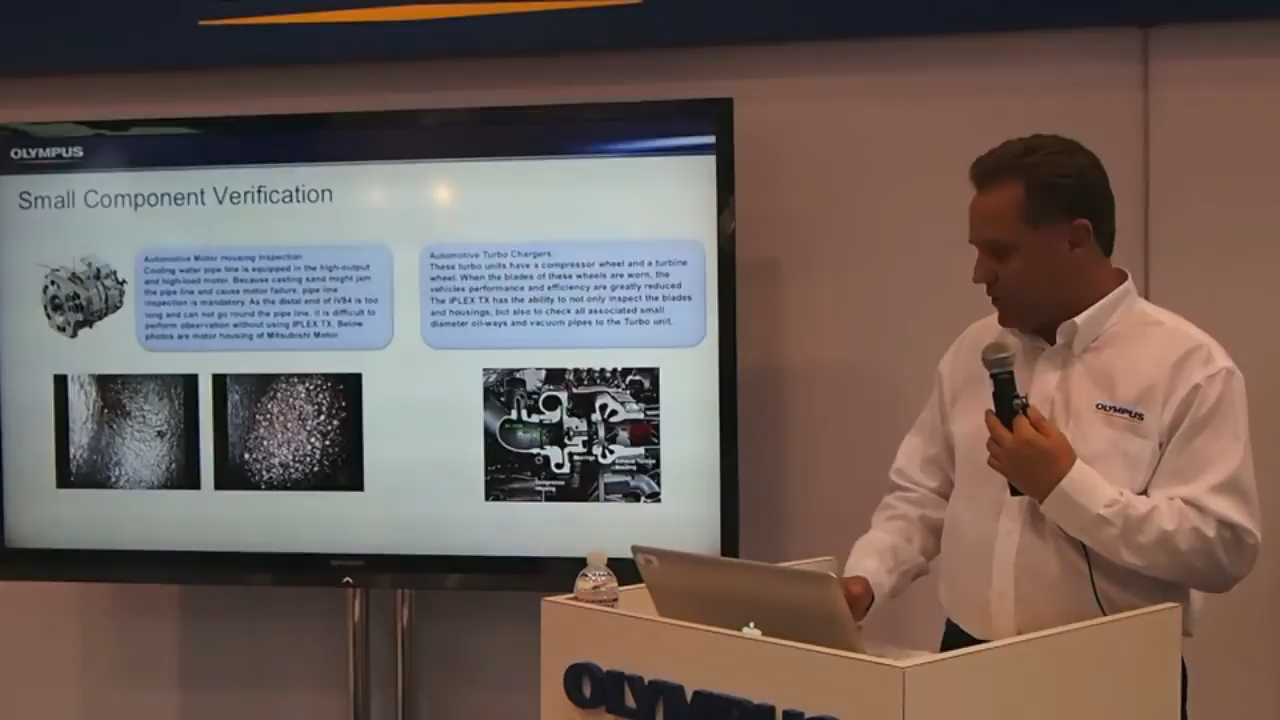 OLYMPUS
Small Component Verification
Automotive Motor Housing Inspection
Cooling water pipe line is equipped in the high-output
and high-load motor. Because casting sand might jam
the pipe line and cause motor failure, pipe line
inspection is mandatory. As the distal end of IV84 is too
long and can not go round the pipe line, it is difficult to
perform observation without using IPLEX TX. Below
photos are motor housing of Mitsubishi Motor.
Automotive Turbo Chargers
These turbo units have a compressor wheel and a turbine
wheel. When the blades of these wheels are worn, the
vehicles performance and efficiency are greatly reduced
The IPLEX TX has the ability to not only inspect the blades
and housings, but also to check all associated small
diameter oil-ways and vacuum pipes to the Turbo unit.
Compressor
Housing
Exhaust Turbine
Housing
SHARP
OLYMPUS
OLYMPUS